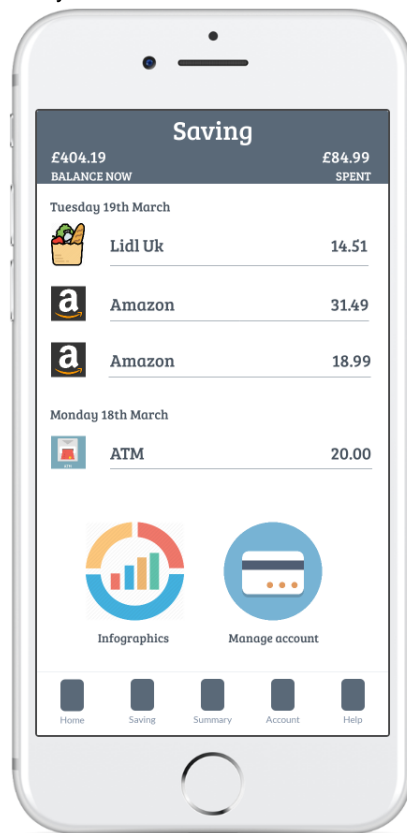 Saving
£404.19 £84.99
BALANCE NOW SPENT
Tuesday 19th March
Lidl Uk 14.51
a Amazon 31.49
a Amazon 18.99
Monday 18th March
ATM 20.00
ATM
Infographics Manage account
Home Saving Summary Account Help